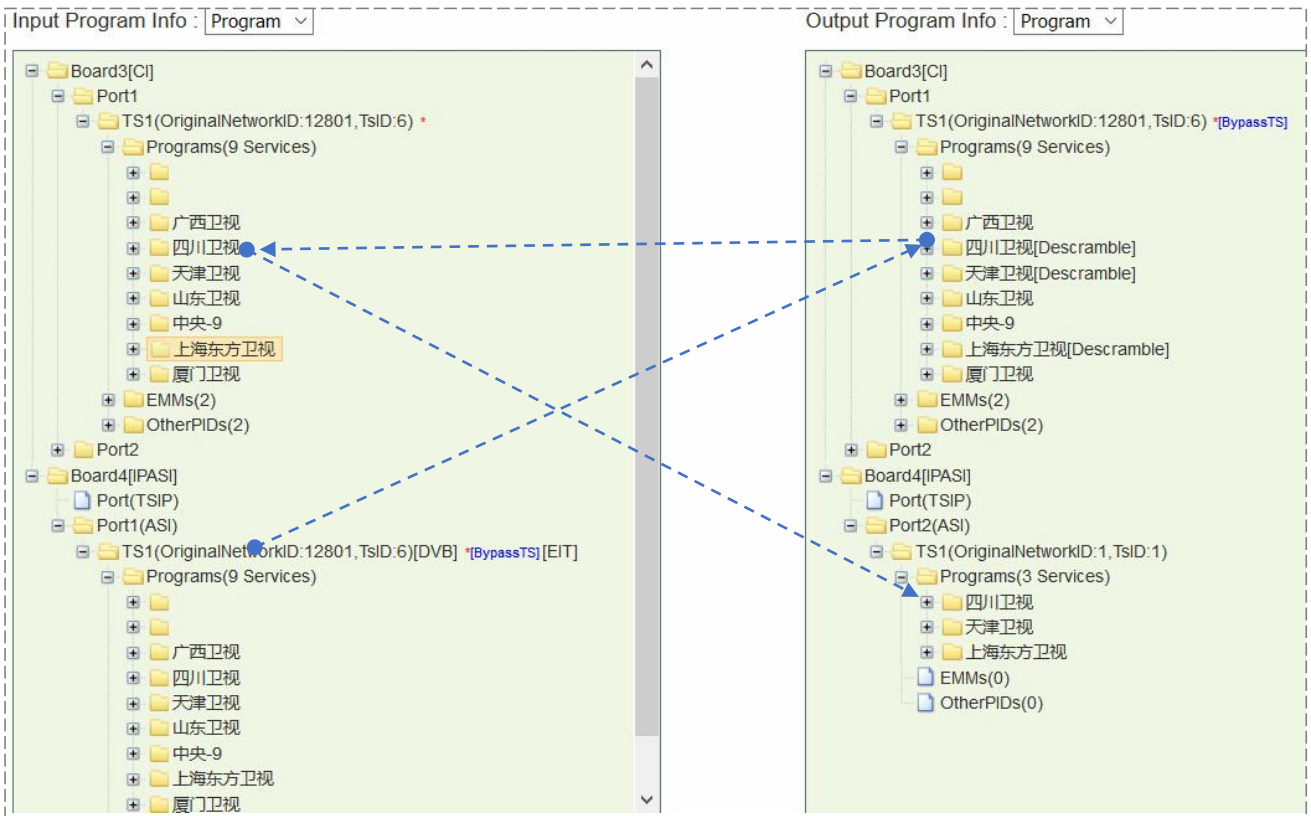 Input Program Info : Program
Board3[CI]
Port1
TS1(OriginalNetworkID:12801,TsID:6) *
Programs(9 Services)
广西卫视
四川卫视
天津卫视
山东卫视
中央-9
上海东方卫视
厦门卫视
EMMs(2)
OtherPIDs(2)
Port2
Board4[IPASI]
Port(TSIP)
Port1(ASI)
TS1(OriginalNetworkID:12801,TsID:6)[DVB] *[BypassTS] [EIT]
Programs(9 Services)
广西卫视
四川卫视
天津卫视
山东卫视
中央-9
上海东方卫视
厦门卫视
Output Program Info : Program
Board3[CI]
Port1
TS1(OriginalNetworkID:12801,TsID:6) *[BypassTS]
Programs(9 Services)
广西卫视
四川卫视[Descramble]
天津卫视[Descramble]
山东卫视
中央-9
上海东方卫视[Descramble]
厦门卫视
EMMs(2)
OtherPIDs(2)
Port2
Board4[IPASI]
Port(TSIP)
Port2(ASI)
TS1(OriginalNetworkID:1,TsID:1)
Programs(3 Services)
四川卫视
天津卫视
上海东方卫视
EMMs(0)
OtherPIDs(0)